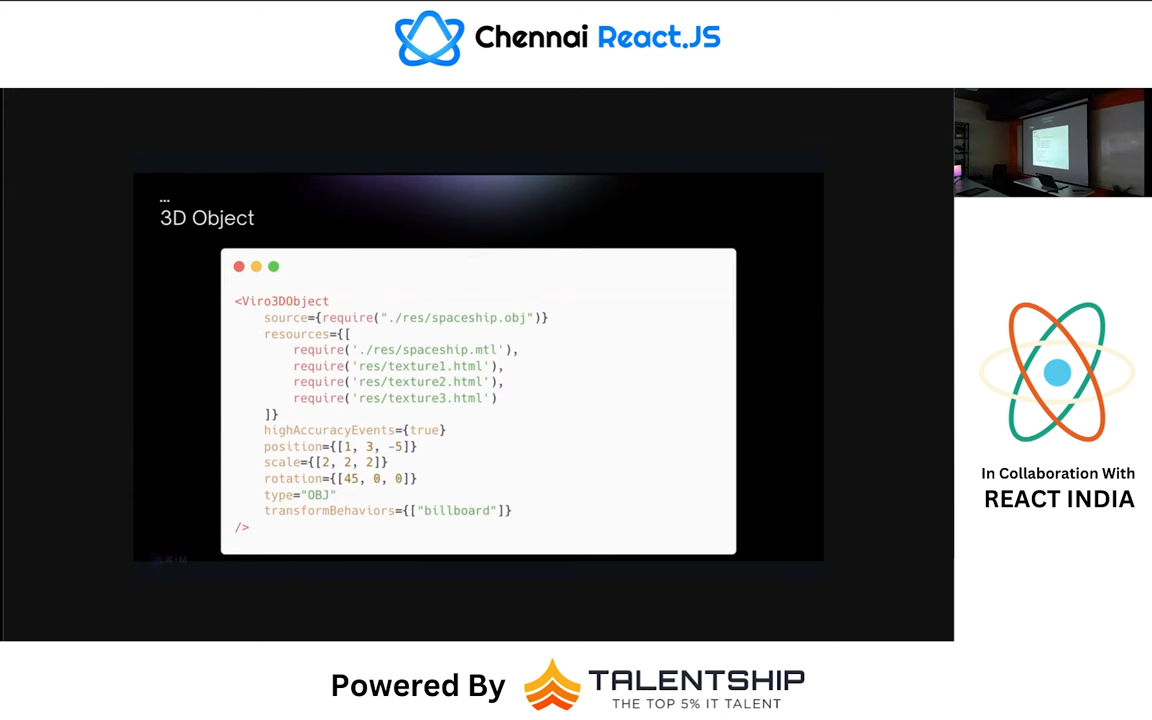 Chennai React.JS
...
3D Object
<Viro3DObject
source={require("./res/spaceship.obj")}
resources={[
require('./res/spaceship.mtl'),
require('res/texture1.html'),
require('res/texture2.html'),
require('res/texture3.html')
]}
highAccuracyEvents={true}
position={[1, 3, -5]}
scale={[2, 2, 2]}
rotation={[45, 0, 0]}
type="OBJ"
transformBehaviors={["billboard"]}
/>
In Collaboration With
REACT INDIA
Powered By
TALENTSHIP
THE TOP 5% IT TALENT